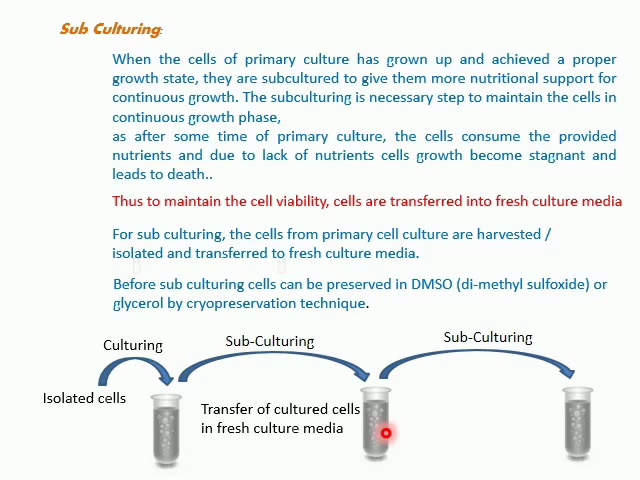 Sub Culturing:
When the cells of primary culture has grown up and achieved a proper
growth state, they are subcultured to give them more nutritional support for
continuous growth. The subculturing is necessary step to maintain the cells in
continuous growth phase,
as after some time of primary culture, the cells consume the provided
nutrients and due to lack of nutrients cells growth become stagnant and
leads to death..
Thus to maintain the cell viability, cells are transferred into fresh culture media
For sub culturing, the cells from primary cell culture are harvested /
isolated and transferred to fresh culture media.
Before sub culturing cells can be preserved in DMSO (di-methyl sulfoxide) or
glycerol by cryopreservation technique.
Culturing
Sub-Culturing
Sub-Culturing
Isolated cells
Transfer of cultured cells
in fresh culture media